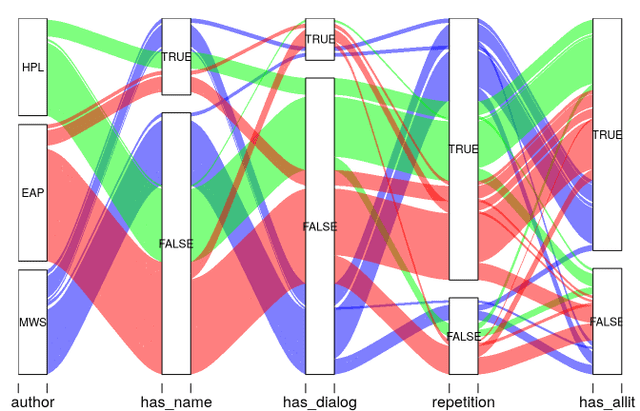 HPL
EAP
MWS
TRUE
FALSE
TRUE
FALSE
TRUE
FALSE
TRUE
FALSE
author has_name has_dialog repetition has_allit